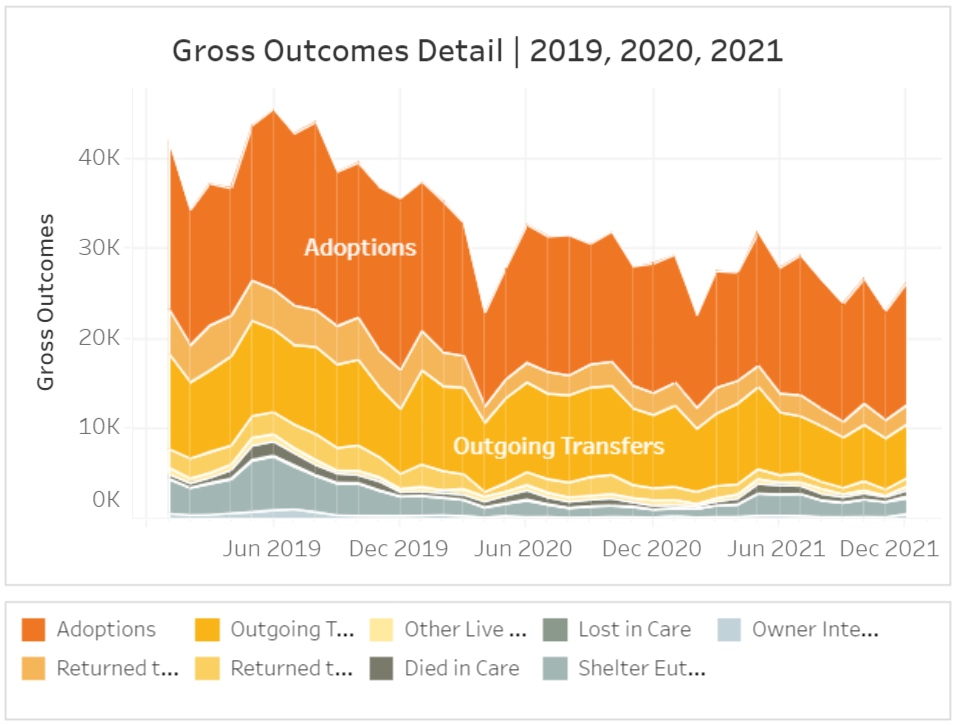 Gross Outcomes Detail | 2019, 2020, 2021
Gross Outcomes
40K
30K
20K
10K
0K
Adoptions
Outgoing Transfers
Jun 2019 Dec 2019 Jun 2020 Dec 2020 Jun 2021 Dec 2021
Adoptions Outgoing T... Other Live ... Lost in Care Owner Inte...
Returned t... Returned t... Died in Care Shelter Eut...